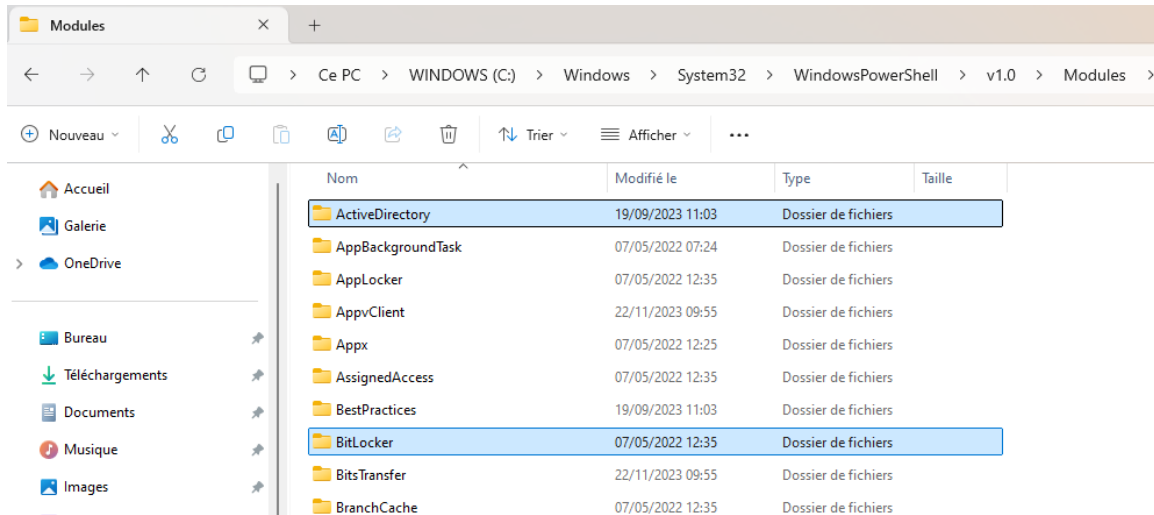 Modules
Ce PC > WINDOWS (C:) > Windows > System32 > WindowsPowerShell > v1.0 > Modules >
Nouveau Trier Afficher
Nom Modifié le Type Taille
Accueil
Galerie
OneDrive
Bureau
Téléchargements
Documents
Musique
Images
ActiveDirectory 19/09/2023 11:03 Dossier de fichiers
AppBackgroundTask 07/05/2022 07:24 Dossier de fichiers
AppLocker 07/05/2022 12:35 Dossier de fichiers
AppvClient 22/11/2023 09:55 Dossier de fichiers
Appx 07/05/2022 12:25 Dossier de fichiers
AssignedAccess 07/05/2022 12:35 Dossier de fichiers
BestPractices 19/09/2023 11:03 Dossier de fichiers
BitLocker 07/05/2022 12:35 Dossier de fichiers
BitsTransfer 22/11/2023 09:55 Dossier de fichiers
BranchCache 07/05/2022 12:35 Dossier de fichiers